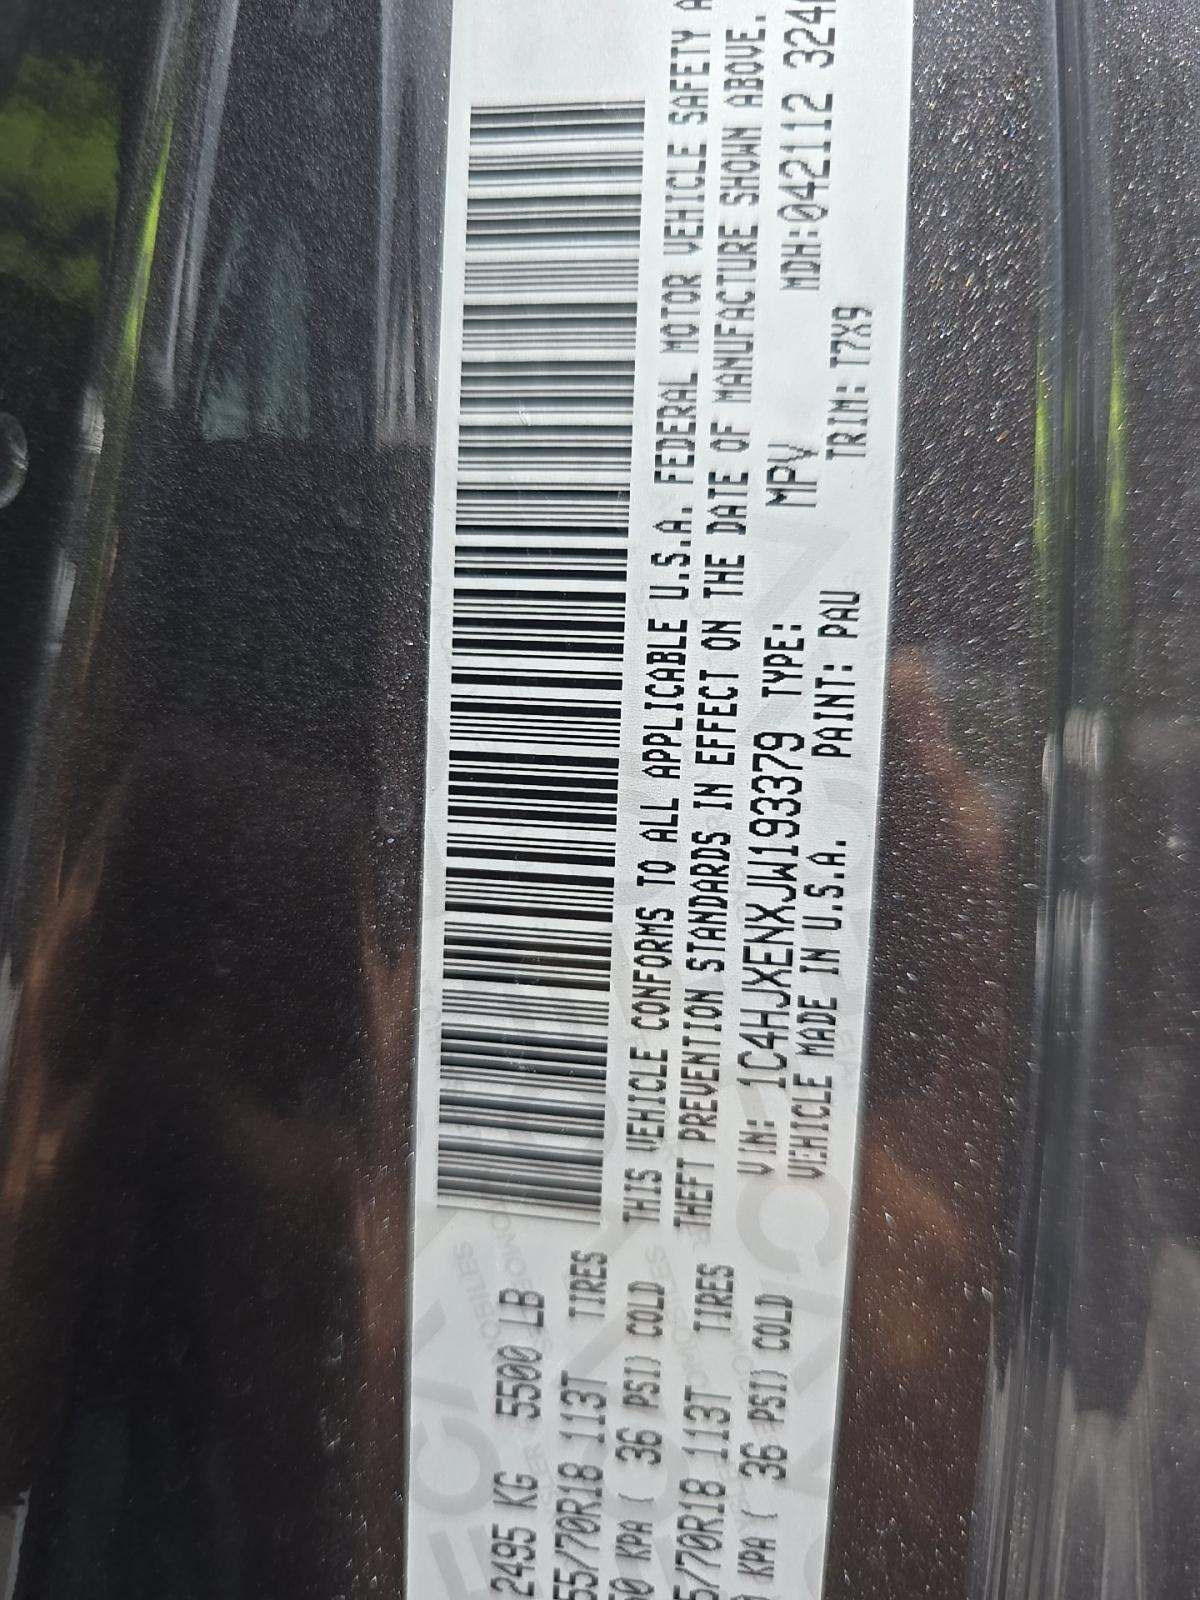 2495 KG 5500 LB
55/70R18 113T TIRES
50 KPA ( 36 PSI) COLD
5/70R18 113T TIRES
KPA ( 36 PSI) COLD
THIS VEHICLE CONFORMS TO ALL APPLICABLE U.S.A. FEDERAL MOTOR VEHICLE SAFETY A
THEFT PREVENTION STANDARDS IN EFFECT ON THE DATE OF MANUFACTURE SHOWN ABOVE.
VIN: 1C4HJXENXJW193379 TYPE: MPV MDH:042112 324
VEHICLE MADE IN U.S.A. PAINT: PAU TRIM: T7X9